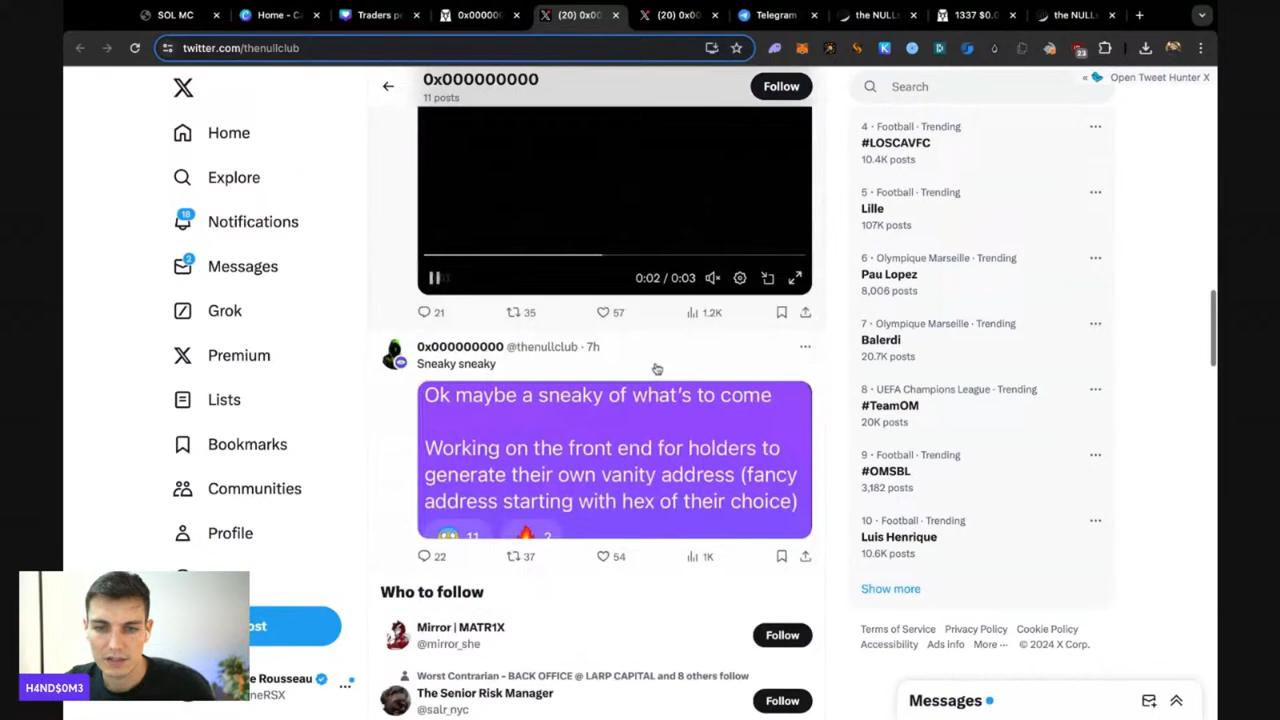 SOL MC
Home - Ca
Traders p
0x00000
(20) 0x00
(20) 0x00
Telegram
the NULL
1337 $0.
the NULL
twitter.com/thenullclub
23
0x000000000
11 posts
Follow
Search
« Open Tweet Hunter X
Home
Explore
18
Notifications
2
Messages
Grok
Premium
Lists
Bookmarks
Communities
Profile
ost
e Rousseau
neRSX
H4ND$0M3
0:02 / 0:03
21 35 57 1.2K
0x000000000 @thenullclub · 7h
Sneaky sneaky
Ok maybe a sneaky of what's to come
Working on the front end for holders to
generate their own vanity address (fancy
address starting with hex of their choice)
11 2
22 37 54 1K
Who to follow
Mirror | MATR1X
@mirror_she
Follow
Worst Contrarian - BACK OFFICE @ LARP CAPITAL and 8 others follow
The Senior Risk Manager
@salr_nyc
Follow
4 · Football · Trending
#LOSCAVFC
10.4K posts
5 · Football · Trending
Lille
107K posts
6 · Olympique Marseille · Trending
Pau Lopez
8,006 posts
7 · Olympique Marseille · Trending
Balerdi
20.7K posts
8 · UEFA Champions League · Trending
#TeamOM
20K posts
9 · Football · Trending
#OMSBL
3,182 posts
10 · Football · Trending
Luis Henrique
10.6K posts
Show more
Terms of Service Privacy Policy Cookie Policy
Accessibility Ads info More ··· © 2024 X Corp.
Messages